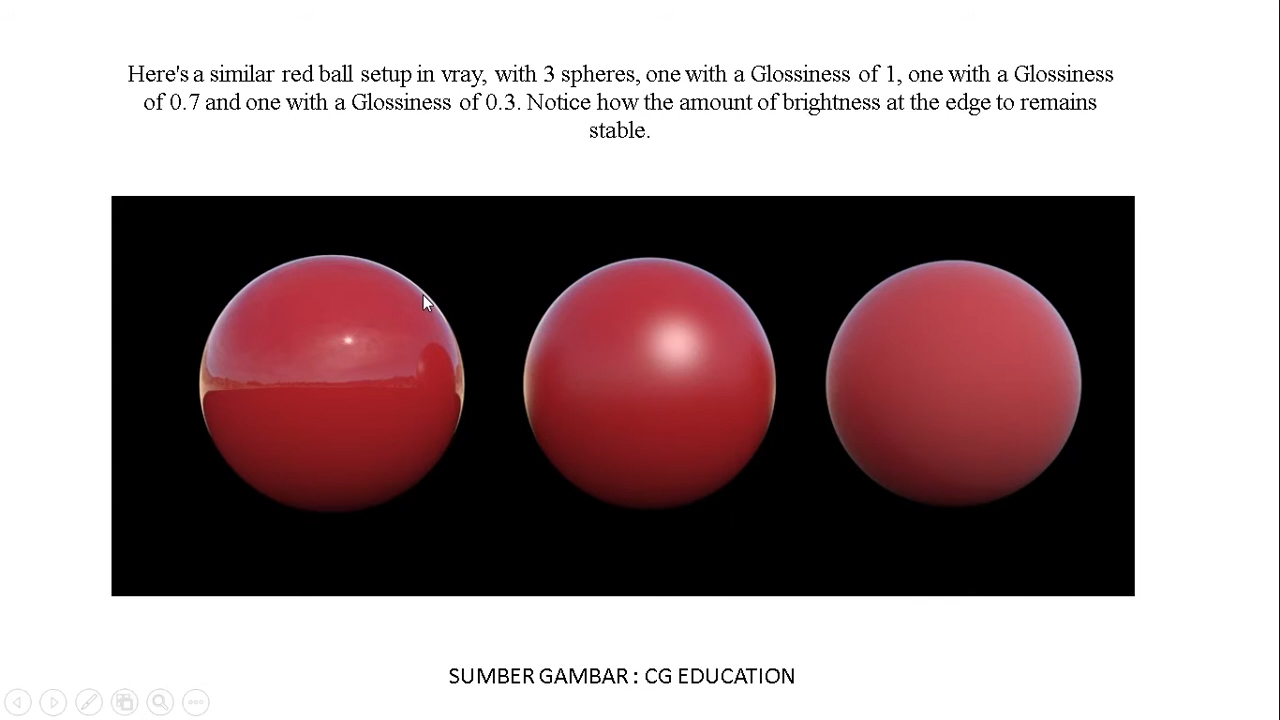 Here's a similar red ball setup in vray, with 3 spheres, one with a Glossiness of 1, one with a Glossiness
of 0.7 and one with a Glossiness of 0.3. Notice how the amount of brightness at the edge to remains
stable.
SUMBER GAMBAR : CG EDUCATION